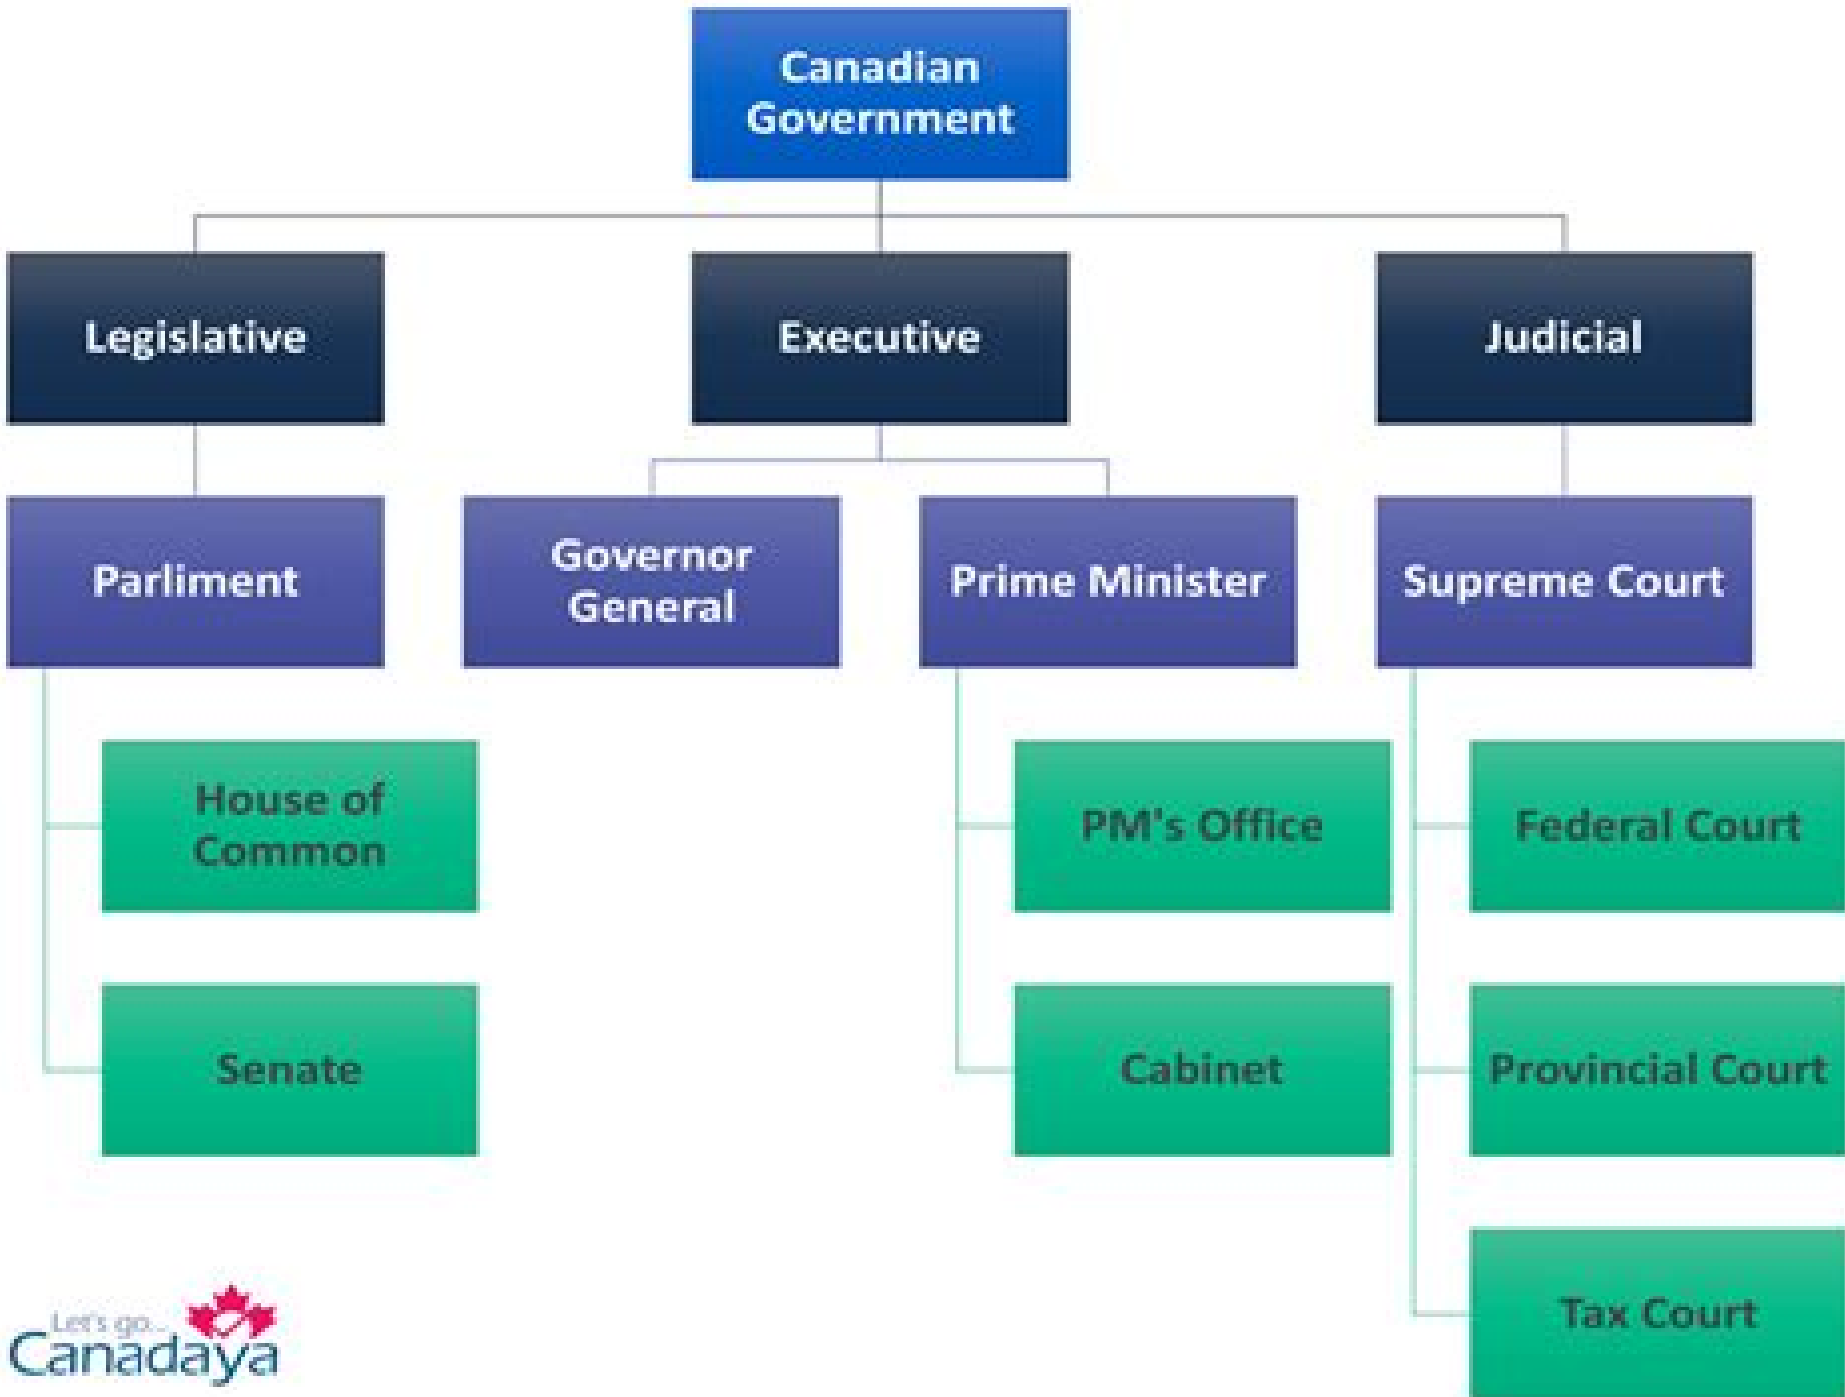 Canadian
Government
Legislative
Executive
Judicial
Parliment
Governor
General
Prime Minister
Supreme Court
House of
Common
PM's Office
Federal Court
Senate
Cabinet
Provincial Court
Tax Court
Let's go...
Canadaya